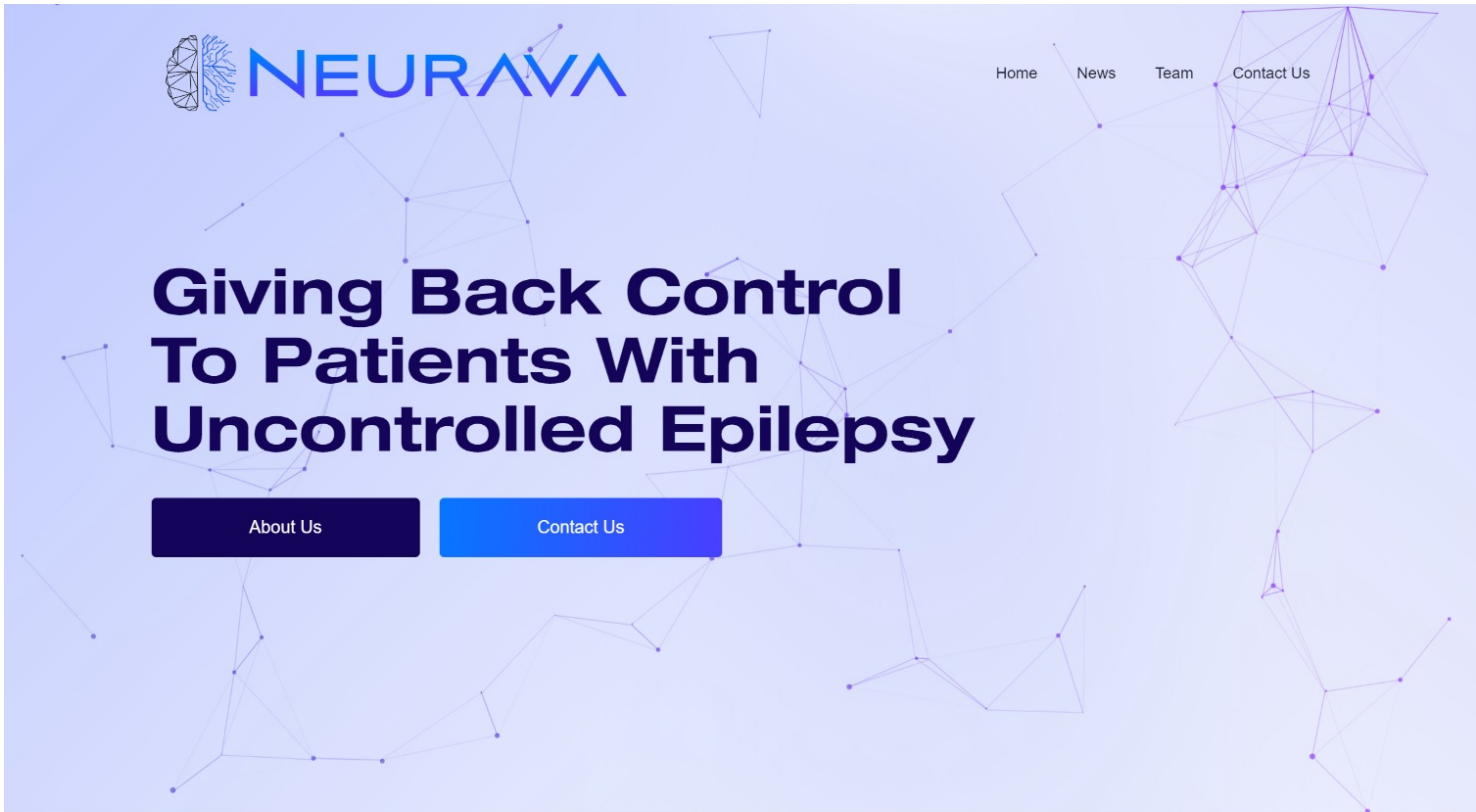 NEURAVA
Home News Team Contact Us
Giving Back Control
To Patients With
Uncontrolled Epilepsy
About Us
Contact Us